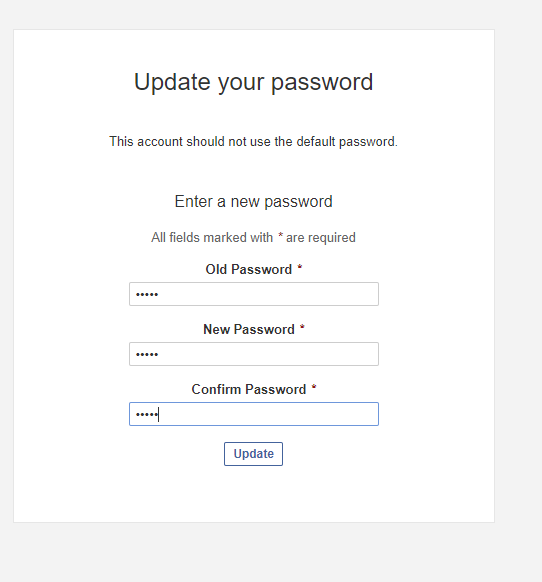 Update your password
This account should not use the default password.
Enter a new password
All fields marked with * are required
Old Password *
•••••
New Password *
•••••
Confirm Password *
•••••
Update